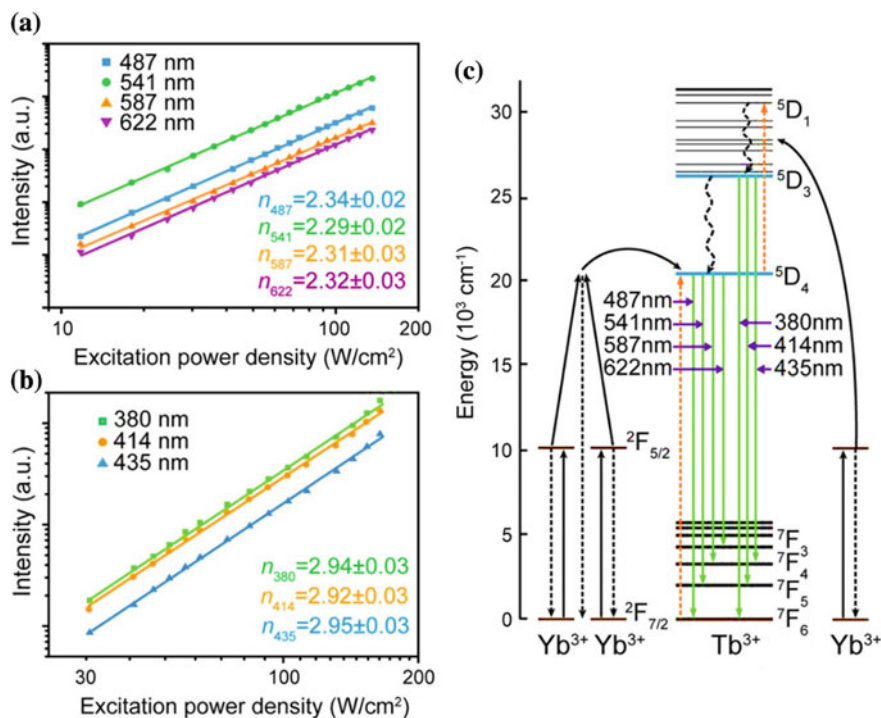 (a)
487 nm
541 nm
587 nm
622 nm
n487=2.34±0.02
n541=2.29±0.02
n587=2.31±0.03
n622=2.32±0.03
Intensity (a.u.)
10 100 200
Excitation power density (W/cm²)
(b)
380 nm
414 nm
435 nm
n380=2.94±0.03
n414=2.92±0.03
n435=2.95±0.03
Intensity (a.u.)
30 100 200
Excitation power density (W/cm²)
(c)
Energy (10³ cm⁻¹)
30
25
20
15
10
5
0
⁵D₁
⁵D₃
⁵D₄
487nm
541nm
587nm
622nm
380nm
414nm
435nm
²F₅/₂
²F₇/₂
⁷F₃
⁷F₄
⁷F₅
⁷F₆
Yb³⁺ Yb³⁺ Tb³⁺ Yb³⁺